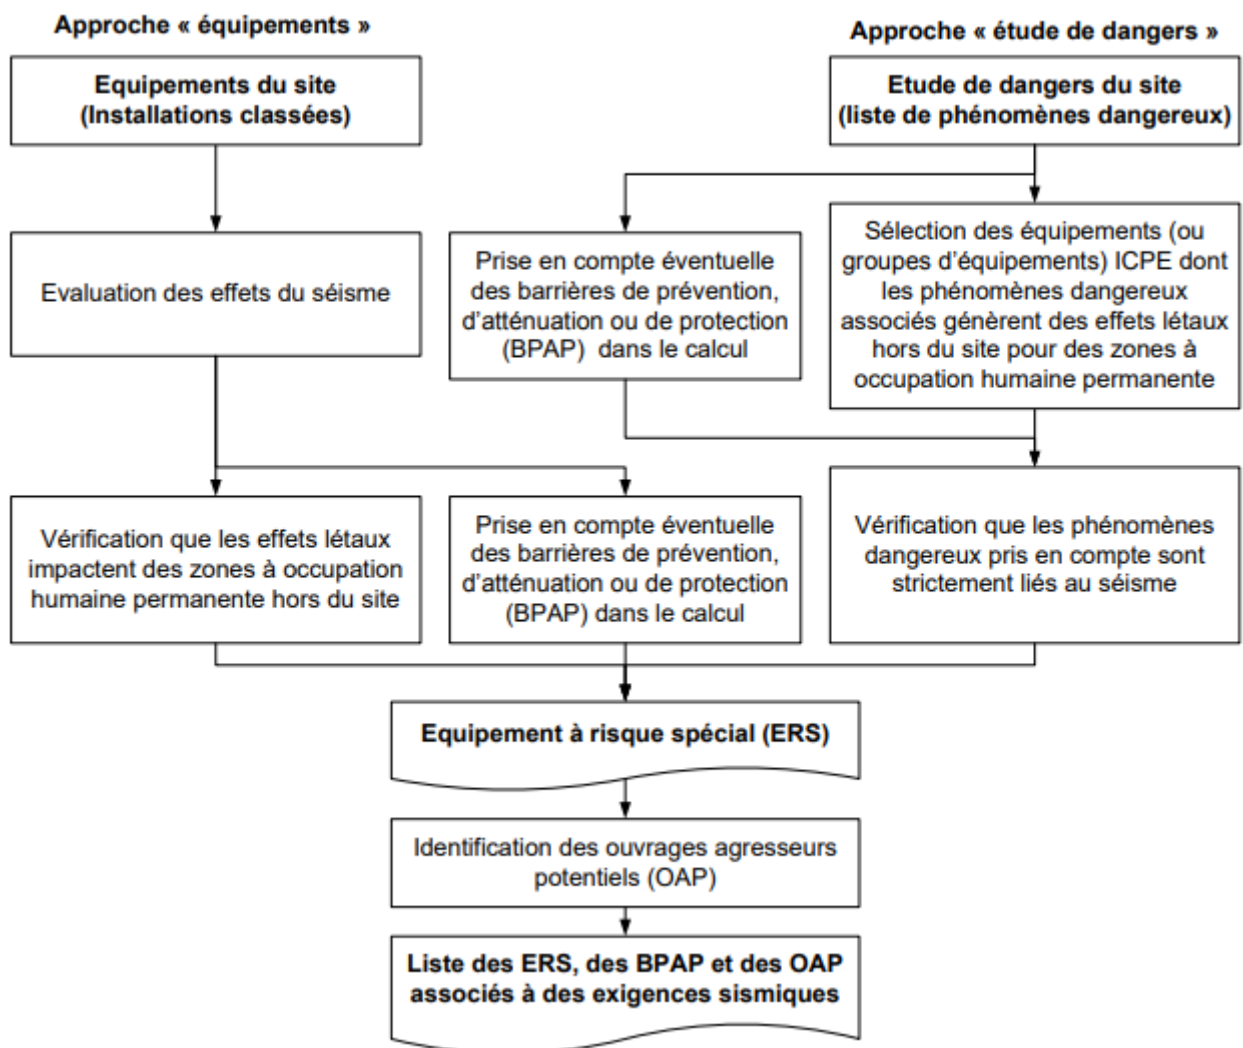 Approche « équipements »
Approche « étude de dangers »
Equipements du site
(Installations classées)
Etude de dangers du site
(liste de phénomènes dangereux)
Evaluation des effets du séisme
Prise en compte éventuelle
des barrières de prévention,
d'atténuation ou de protection
(BPAP) dans le calcul
Sélection des équipements (ou
groupes d'équipements) ICPE dont
les phénomènes dangereux
associés génèrent des effets létaux
hors du site pour des zones à
occupation humaine permanente
Vérification que les effets létaux
impactent des zones à occupation
humaine permanente hors du site
Prise en compte éventuelle
des barrières de prévention,
d'atténuation ou de protection
(BPAP) dans le calcul
Vérification que les phénomènes
dangereux pris en compte sont
strictement liés au séisme
Equipement à risque spécial (ERS)
Identification des ouvrages agresseurs
potentiels (OAP)
Liste des ERS, des BPAP et des OAP
associés à des exigences sismiques